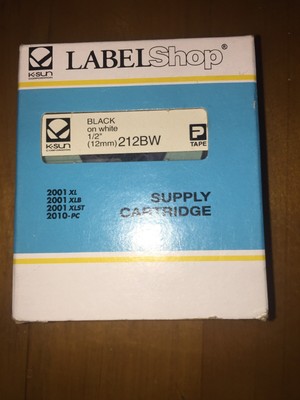 K-SUN LABELShop®
K-SUN
BLACK
on white
1/2"
(12mm) 212BW
P
TAPE
2001 XL
2001 XLB
2001 XLST
2010-PC
SUPPLY
CARTRIDGE